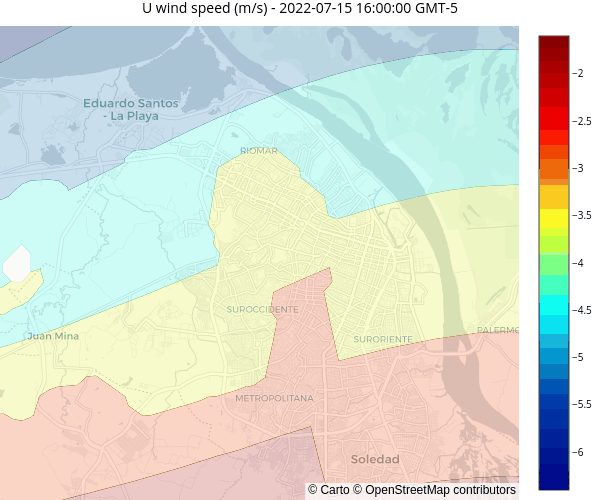 U wind speed (m/s) - 2022-07-15 16:00:00 GMT-5
Eduardo Santos
- La Playa
RIOMAR
SUROCCIDENTE
Juan Mina
SURORIENTE
PALERMO
METROPOLITANA
Soledad
© Carto © OpenStreetMap contributors
−2
−2.5
−3
−3.5
−4
−4.5
−5
−5.5
−6